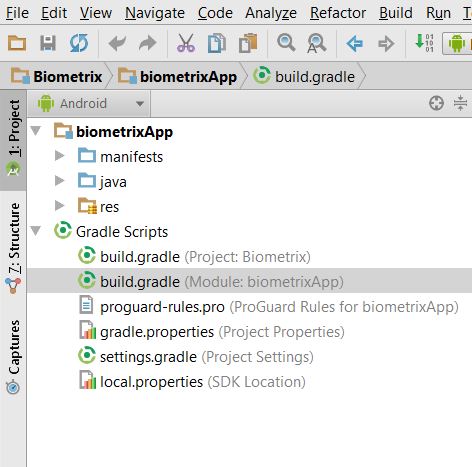 File Edit View Navigate Code Analyze Refactor Build Run
Biometrix biometrixApp build.gradle
1: Project
Android
biometrixApp
manifests
java
res
Gradle Scripts
build.gradle (Project: Biometrix)
build.gradle (Module: biometrixApp)
proguard-rules.pro (ProGuard Rules for biometrixApp)
gradle.properties (Project Properties)
settings.gradle (Project Settings)
local.properties (SDK Location)
7: Structure
Captures